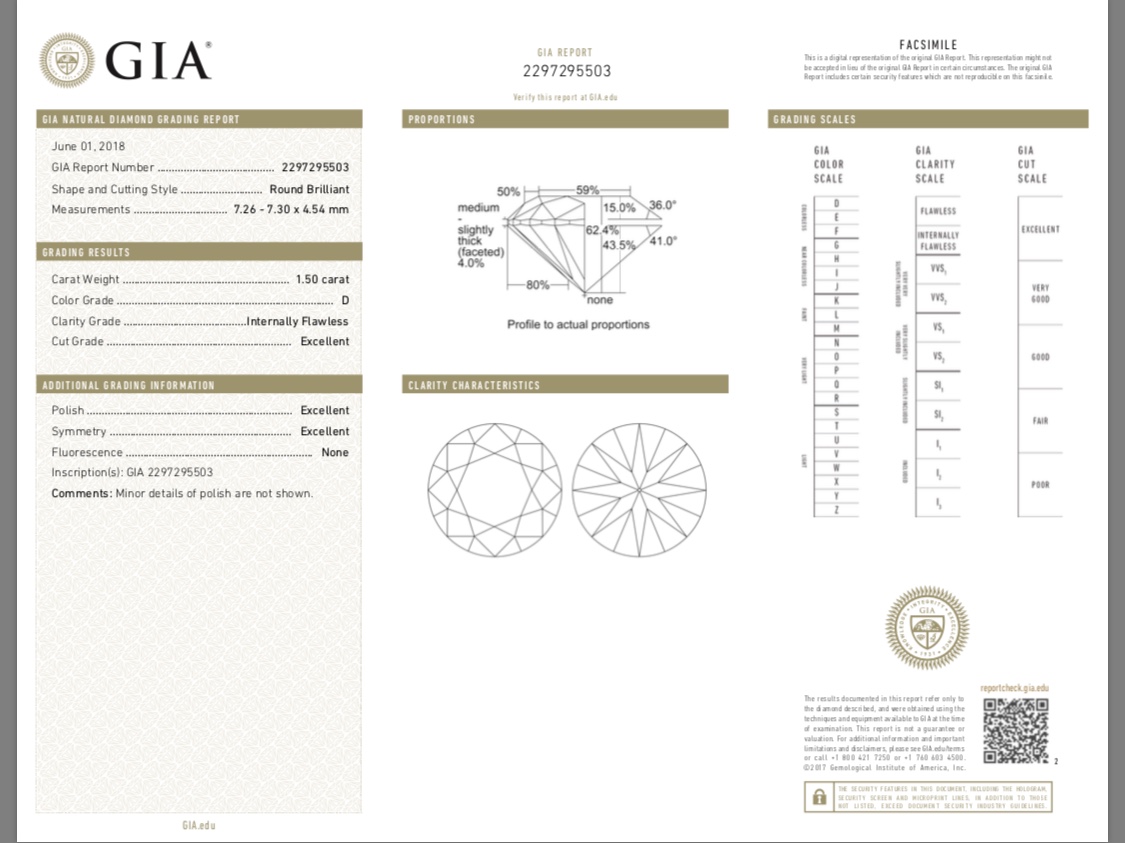 GIA®
GIA REPORT
2297295503
Verify this report at GIA.edu
FACSIMILE
This is a digital representation of the original GIA Report. This representation might not
be accepted in lieu of the original GIA Report in certain circumstances. The original GIA
Report includes certain security features which are not reproducible on this facsimile.
GIA NATURAL DIAMOND GRADING REPORT
June 01, 2018
GIA Report Number ........ 2297295503
Shape and Cutting Style ........ Round Brilliant
Measurements ........ 7.26 - 7.30 x 4.54 mm
GRADING RESULTS
Carat Weight ........ 1.50 carat
Color Grade ........ D
Clarity Grade ........ Internally Flawless
Cut Grade ........ Excellent
ADDITIONAL GRADING INFORMATION
Polish ........ Excellent
Symmetry ........ Excellent
Fluorescence ........ None
Inscription(s): GIA 2297295503
Comments: Minor details of polish are not shown.
GIA.edu
PROPORTIONS
50%
59%
medium
-
slightly
thick
(faceted)
4.0%
15.0%
36.0°
62.4%
43.5%
41.0°
80%
none
Profile to actual proportions
CLARITY CHARACTERISTICS
GRADING SCALES
GIA
COLOR
SCALE
COLORLESS
D
E
F
NEAR COLORLESS
G
H
I
J
FAINT
K
L
M
VERY LIGHT
N
O
P
Q
R
LIGHT
S
T
U
V
W
X
Y
Z
GIA
CLARITY
SCALE
FLAWLESS
INTERNALLY
FLAWLESS
VERY VERY
SLIGHTLY INCLUDED
VVS1
VVS2
VERY SLIGHTLY
INCLUDED
VS1
VS2
SLIGHTLY INCLUDED
SI1
SI2
INCLUDED
I1
I2
I3
GIA
CUT
SCALE
EXCELLENT
VERY
GOOD
GOOD
FAIR
POOR
KNOWLEDGE • INTEGRITY • EXCELLENCE
GIA
1931
reportcheck.gia.edu
The results documented in this report refer only to
the diamond described, and were obtained using the
techniques and equipment available to GIA at the time
of examination. This report is not a guarantee or
valuation. For additional information and important
limitations and disclaimers, please see GIA.edu/terms
or call +1 800 421 7250 or +1 760 603 4500.
©2017 Gemological Institute of America, Inc.
2
THE SECURITY FEATURES IN THIS DOCUMENT, INCLUDING THE HOLOGRAM,
SECURITY SCREEN AND MICROPRINT LINES, IN ADDITION TO THOSE
NOT LISTED, EXCEED DOCUMENT SECURITY INDUSTRY GUIDELINES.